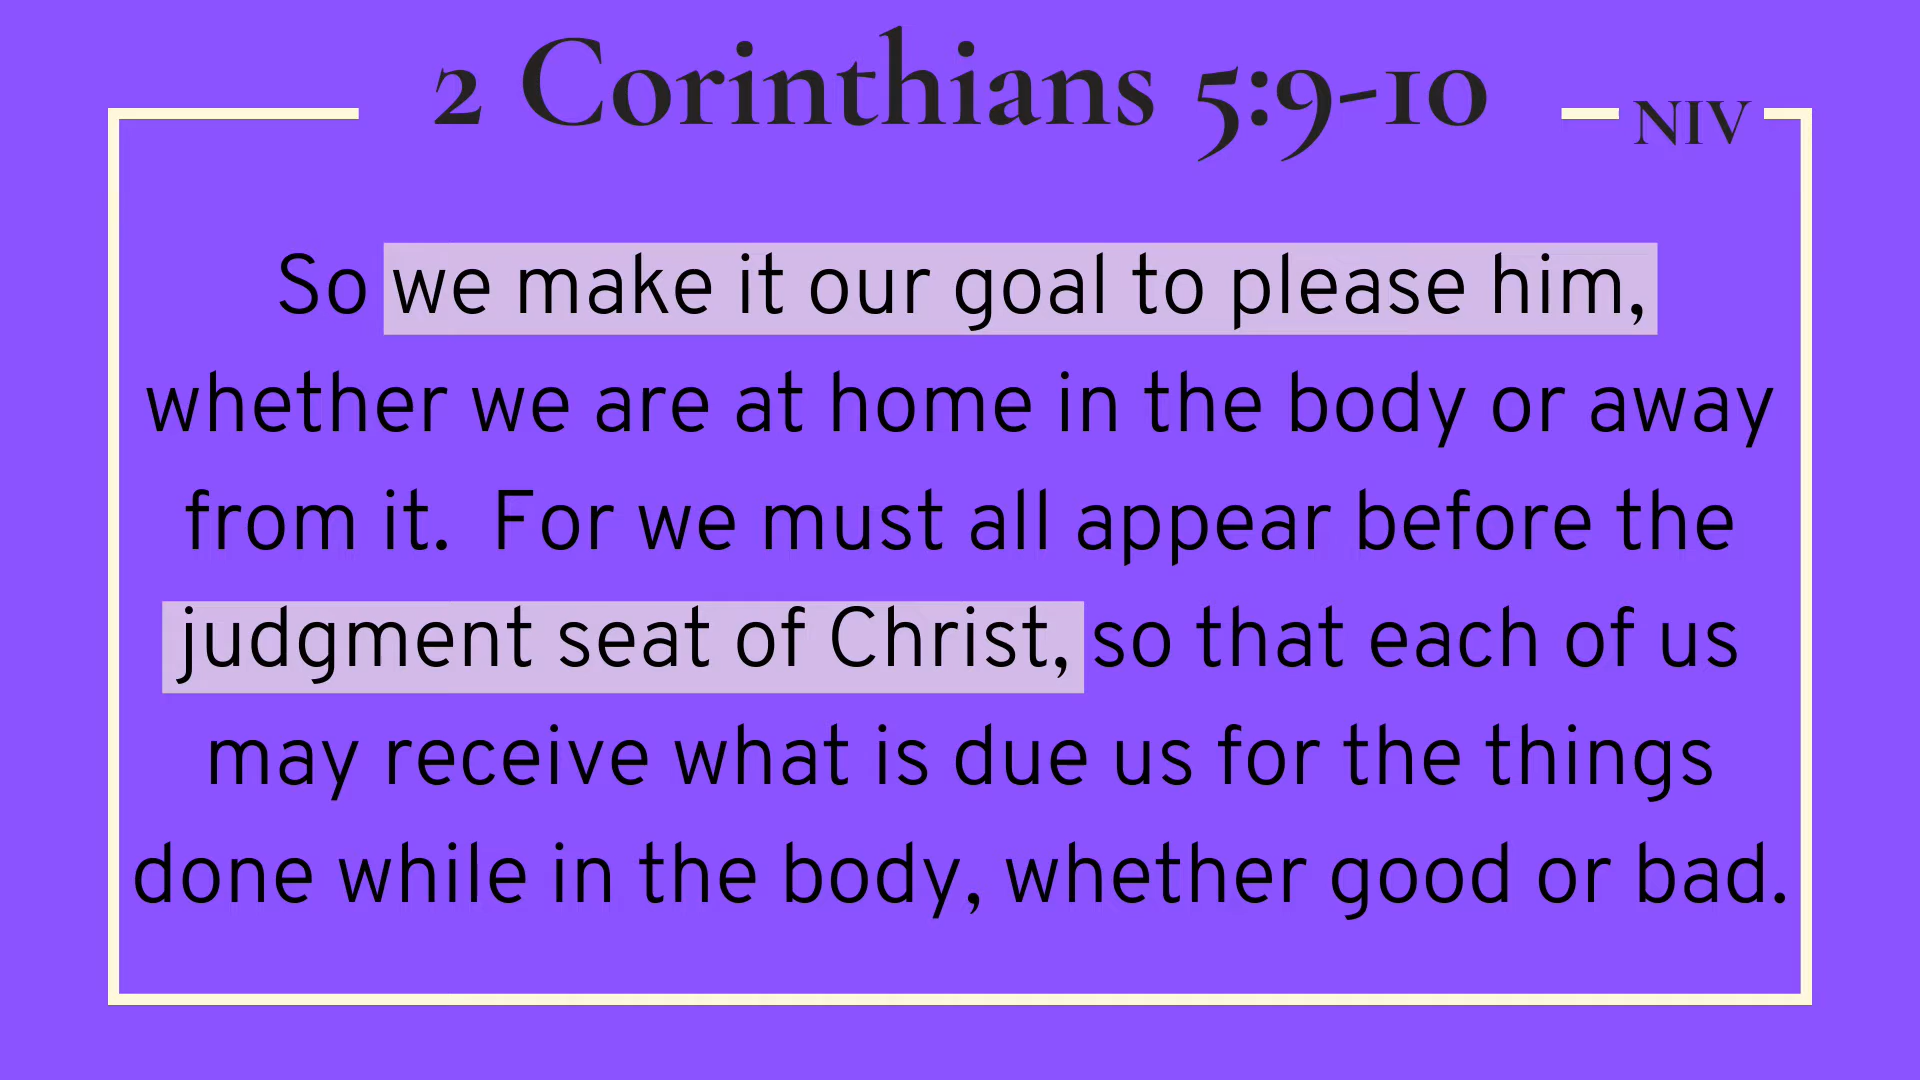 2 Corinthians 5:9-10
NIV
So we make it our goal to please him,
whether we are at home in the body or away
from it.  For we must all appear before the
judgment seat of Christ, so that each of us
may receive what is due us for the things
done while in the body, whether good or bad.